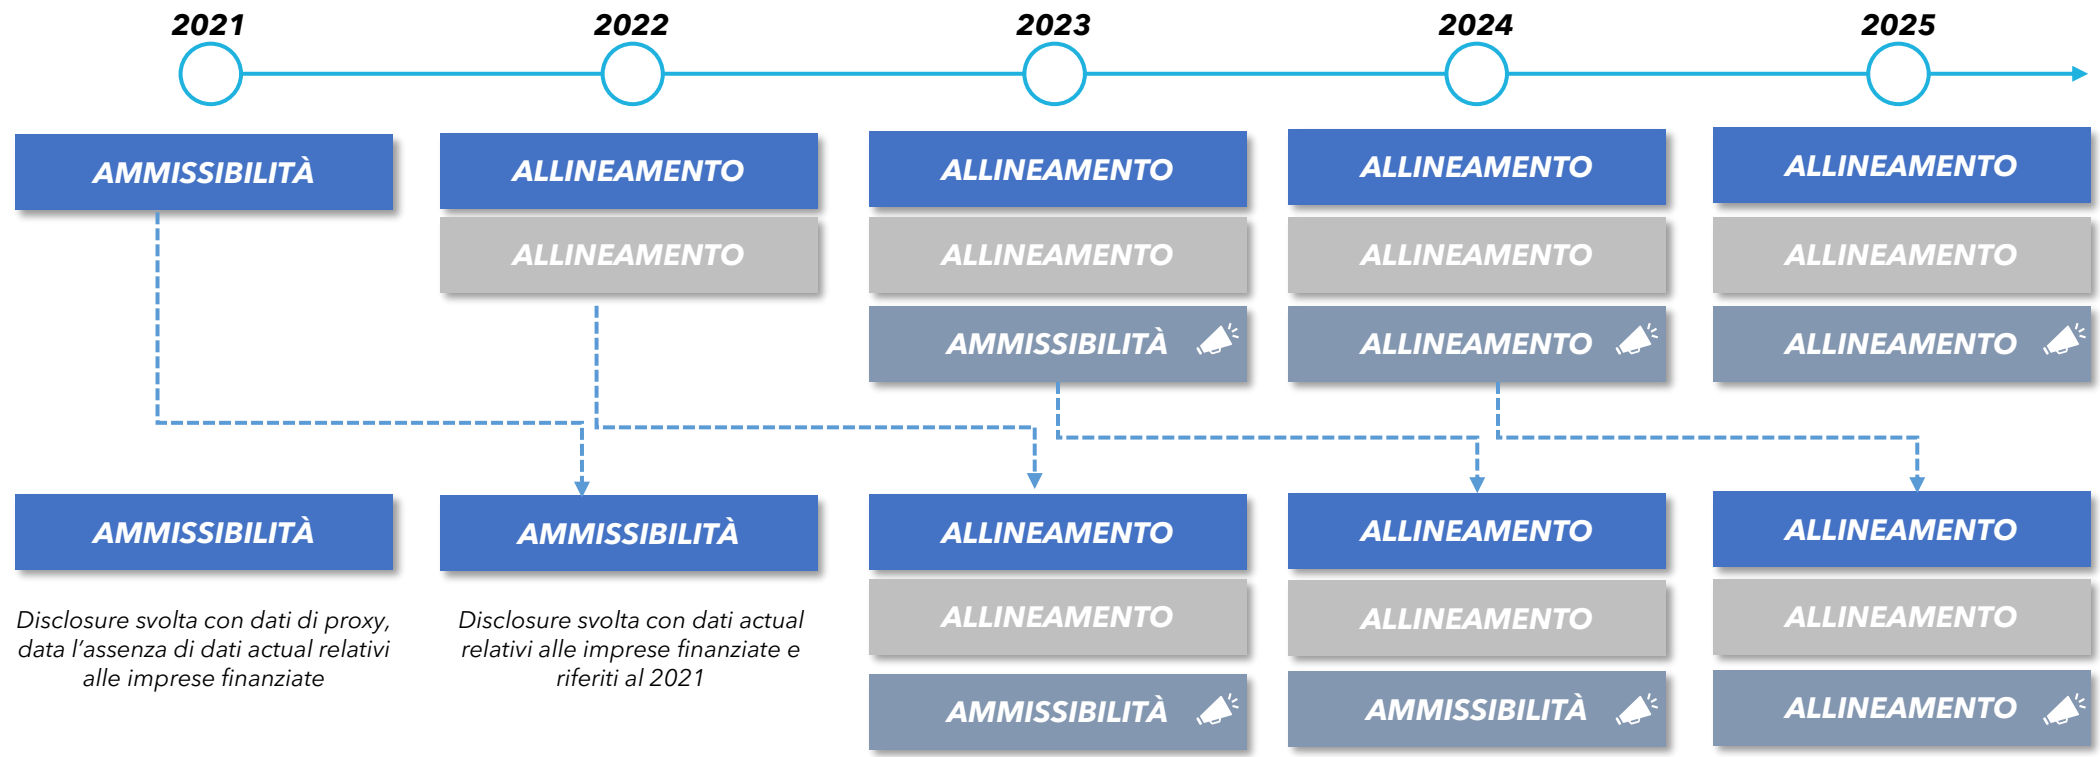 2021
2022
2023
2024
2025
AMMISSIBILITÀ
ALLINEAMENTO
ALLINEAMENTO
ALLINEAMENTO
ALLINEAMENTO
ALLINEAMENTO
ALLINEAMENTO
ALLINEAMENTO
ALLINEAMENTO
AMMISSIBILITÀ
ALLINEAMENTO
ALLINEAMENTO
AMMISSIBILITÀ
AMMISSIBILITÀ
ALLINEAMENTO
ALLINEAMENTO
ALLINEAMENTO
Disclosure svolta con dati di proxy,
data l'assenza di dati actual relativi
alle imprese finanziate
Disclosure svolta con dati actual
relativi alle imprese finanziate e
riferiti al 2021
ALLINEAMENTO
ALLINEAMENTO
ALLINEAMENTO
AMMISSIBILITÀ
AMMISSIBILITÀ
ALLINEAMENTO